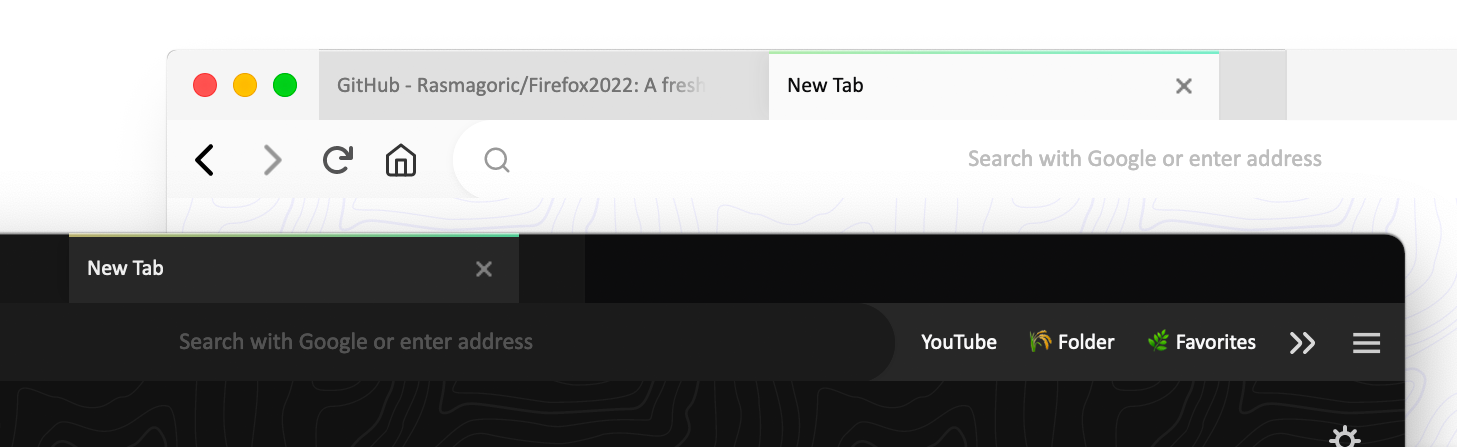 GitHub - Rasmagoric/Firefox2022: A fresh
New Tab
Search with Google or enter address
New Tab
Search with Google or enter address
YouTube
Folder
Favorites